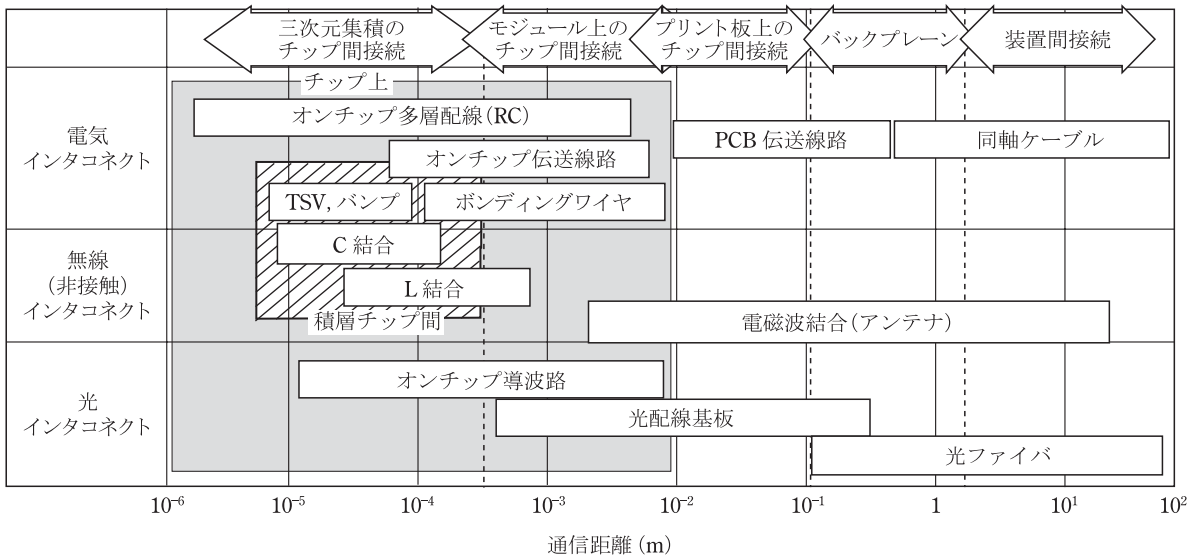 三次元集積の
チップ間接続
モジュール上の
チップ間接続
プリント板上の
チップ間接続
バックプレーン
装置間接続
チップ上
電気
インタコネクト
オンチップ多層配線(RC)
オンチップ伝送線路
PCB 伝送線路
同軸ケーブル
TSV, バンプ
ボンディングワイヤ
無線
(非接触)
インタコネクト
C 結合
L 結合
積層チップ間
電磁波結合(アンテナ)
光
インタコネクト
オンチップ導波路
光配線基板
光ファイバ
10⁻⁶ 10⁻⁵ 10⁻⁴ 10⁻³ 10⁻² 10⁻¹ 1 10¹ 10²
通信距離(m)